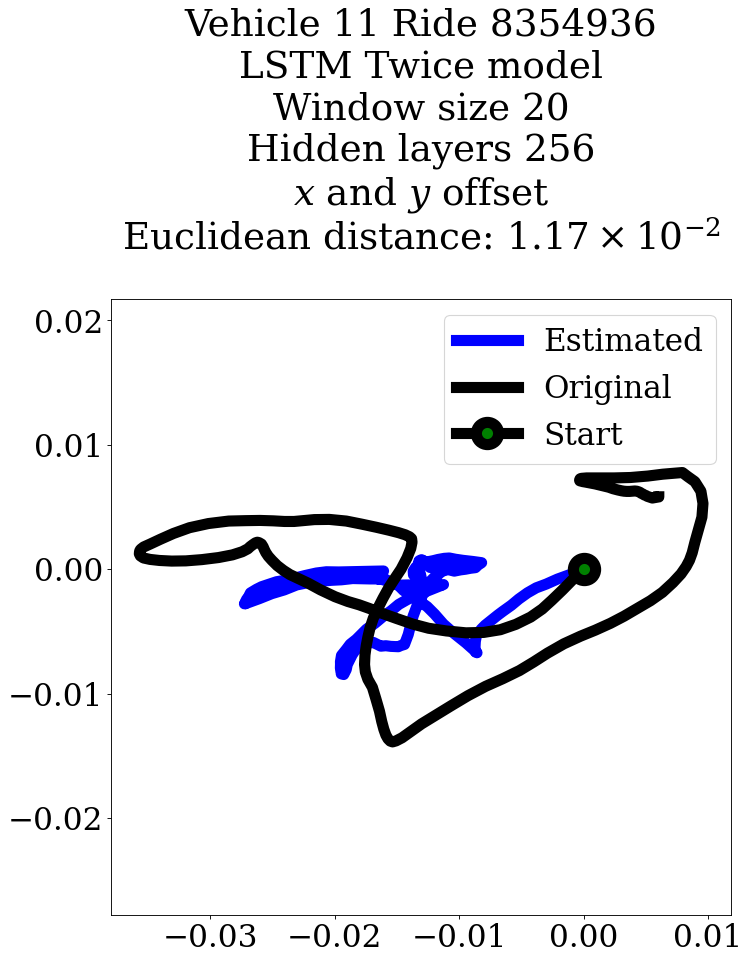 Vehicle 11 Ride 8354936
LSTM Twice model
Window size 20
Hidden layers 256
x and y offset
Euclidean distance: 1.17 × 10⁻²
0.02
0.01
0.00
−0.01
−0.02
Estimated
Original
Start
−0.03 −0.02 −0.01 0.00 0.01